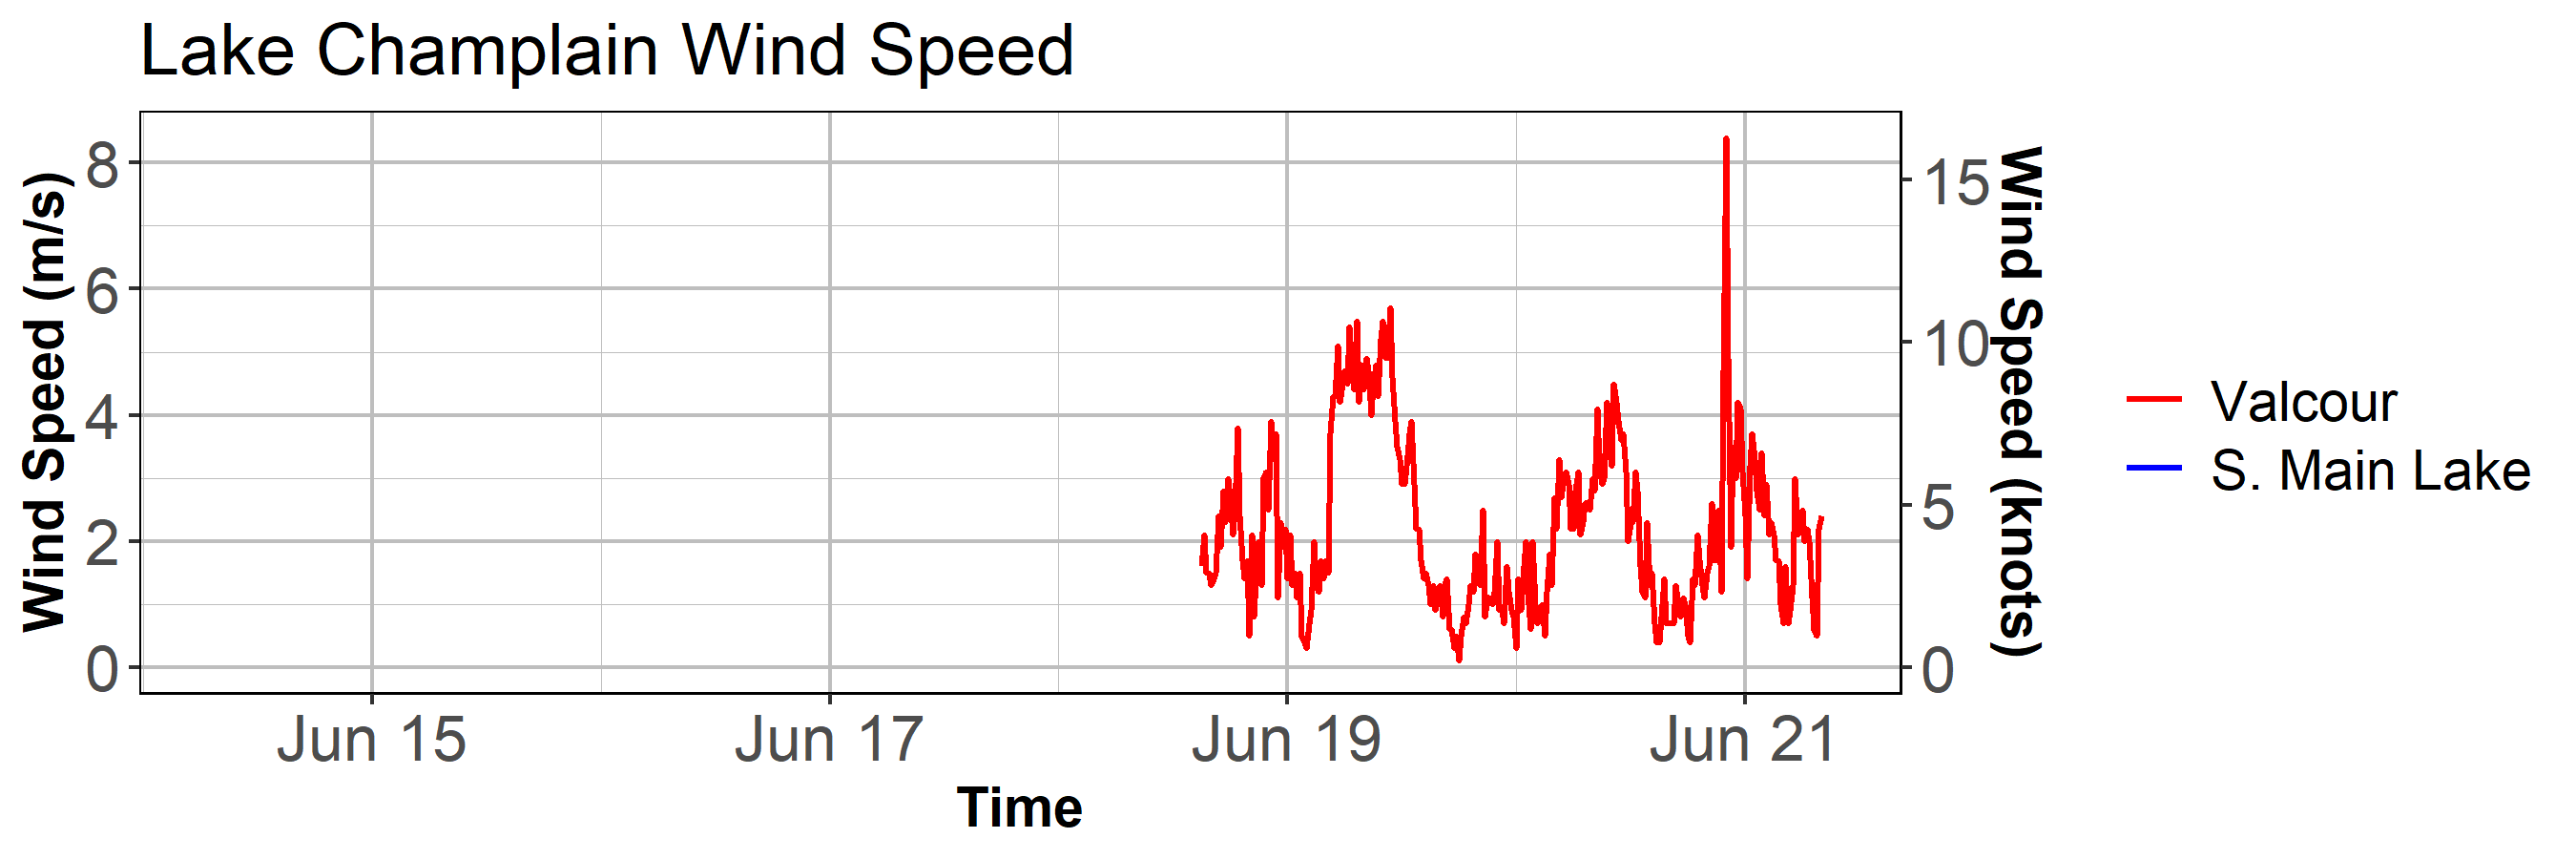 Lake Champlain Wind Speed
Wind Speed (m/s)
8
6
4
2
0
15
10
5
0
Wind Speed (knots)
Jun 15
Jun 17
Jun 19
Jun 21
Time
Valcour
S. Main Lake